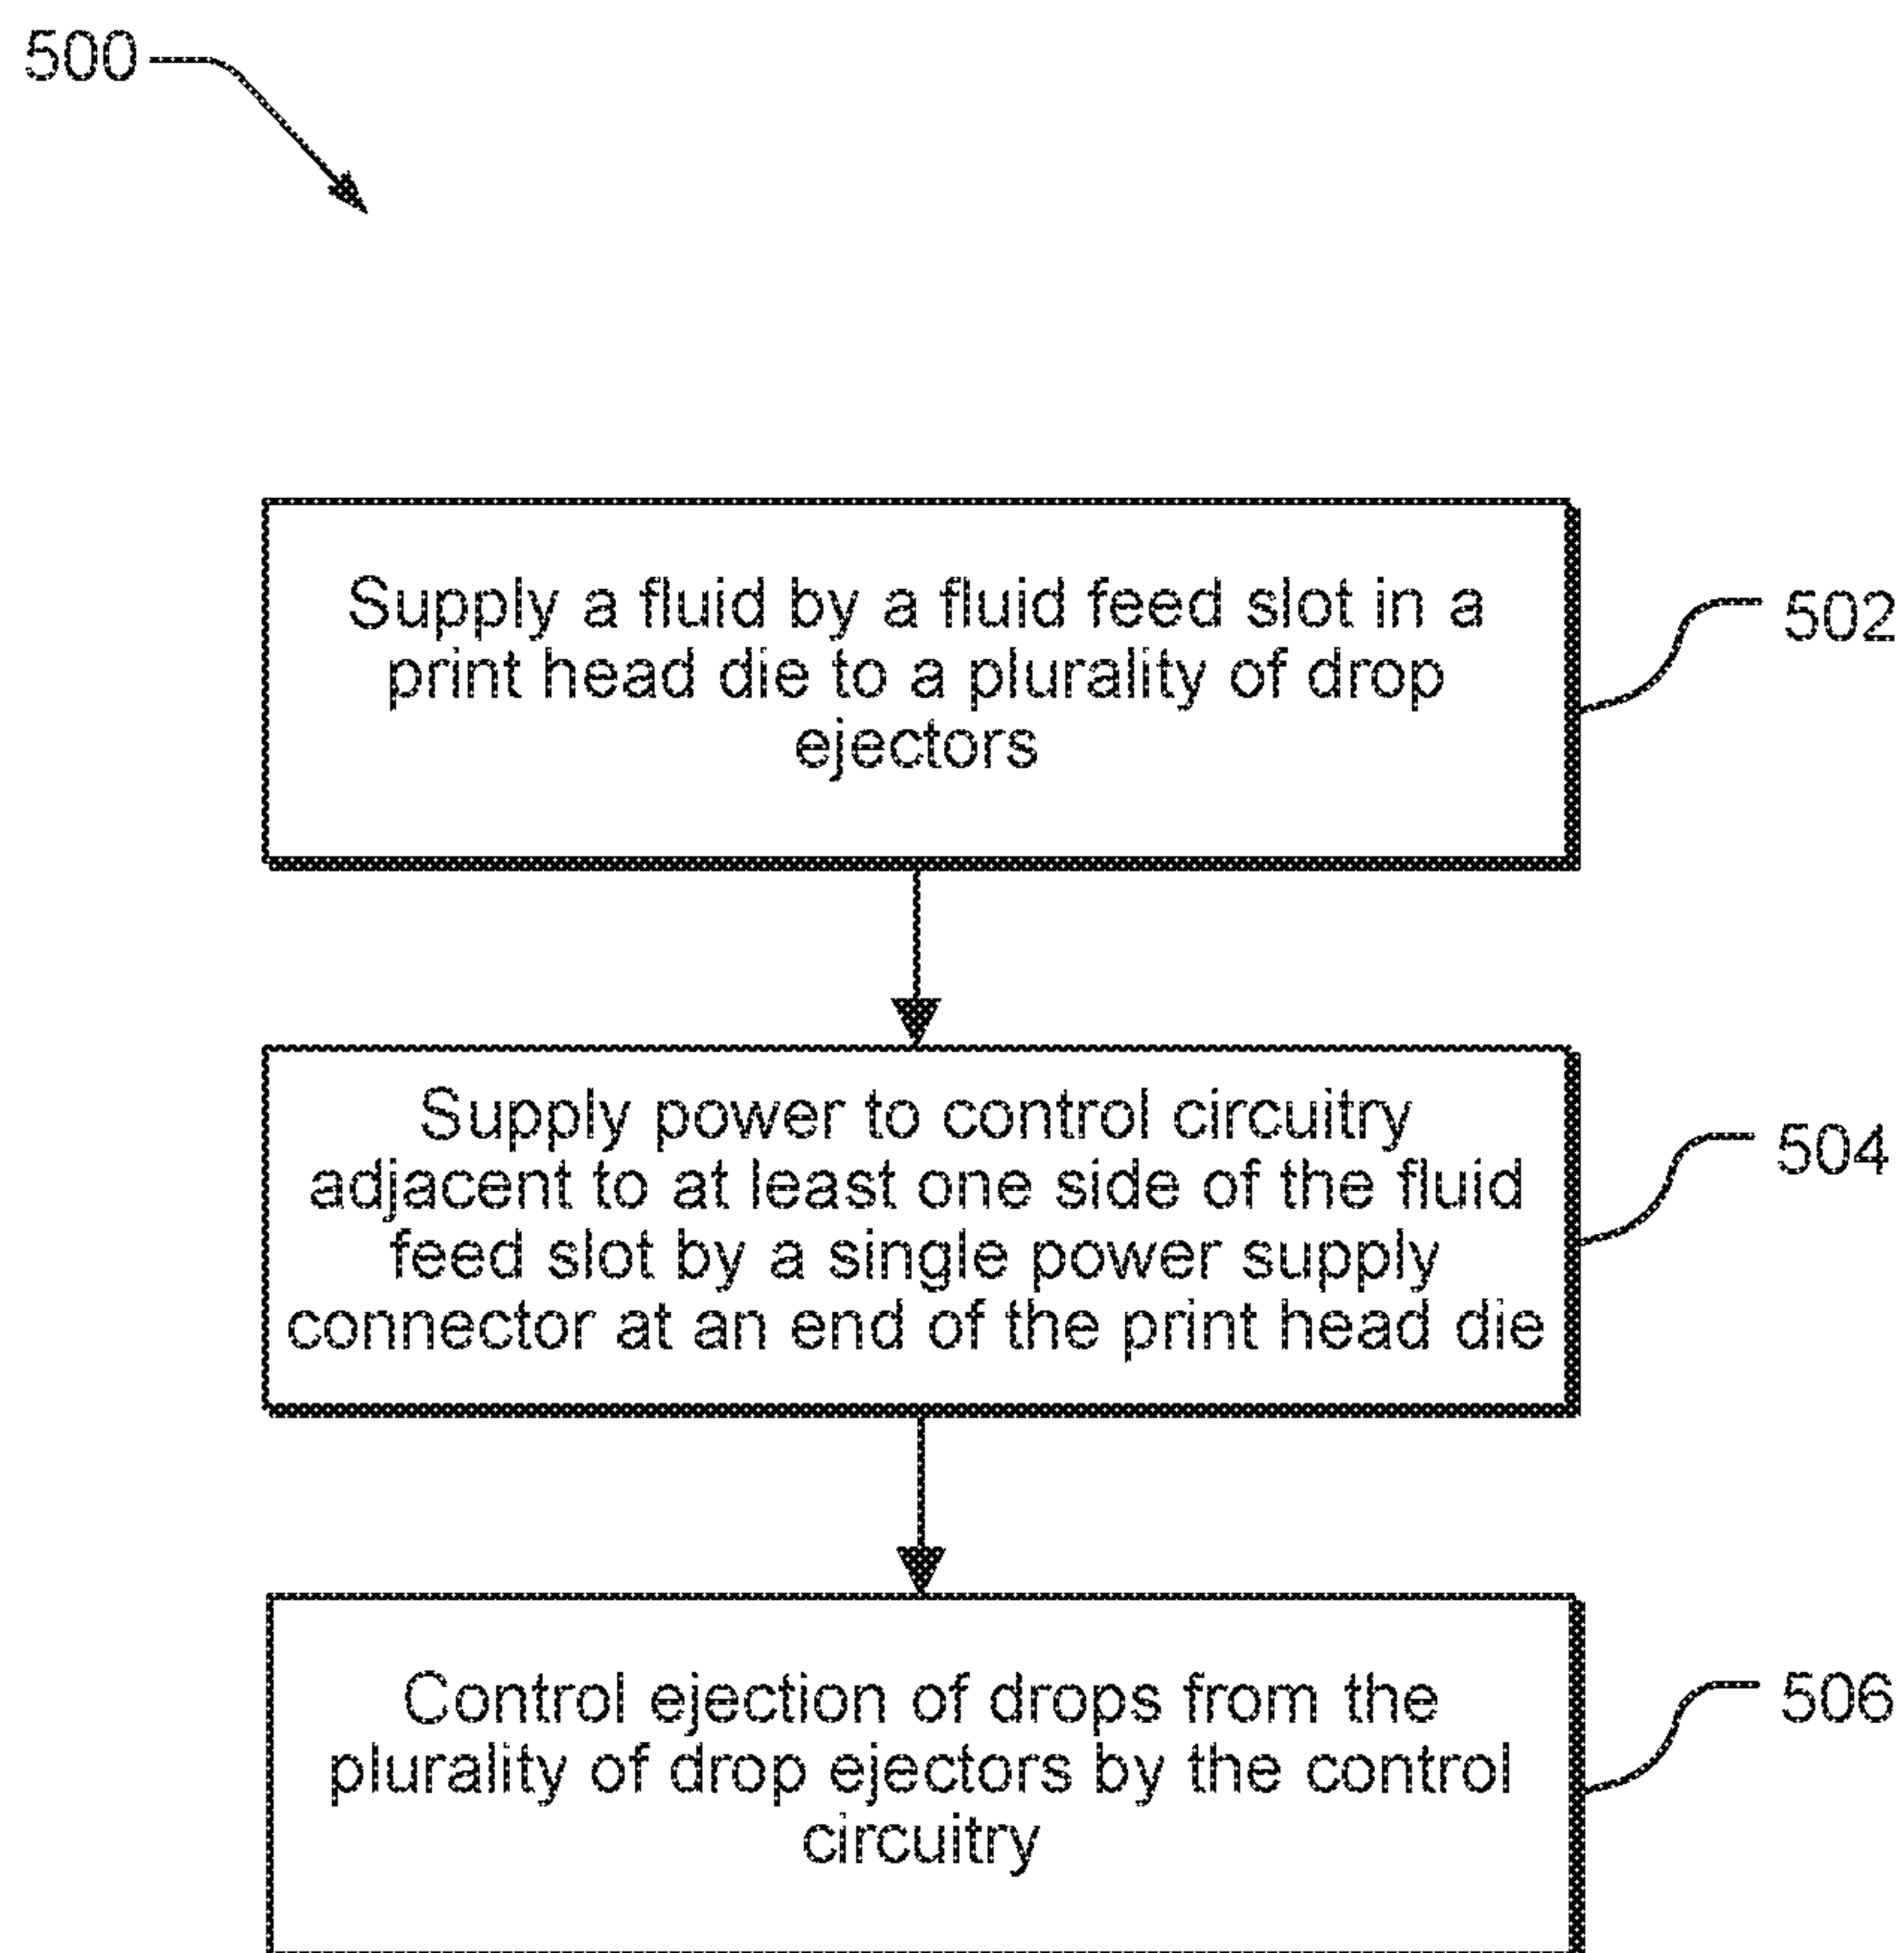 500
Supply a fluid by a fluid feed slot in a
print head die to a plurality of drop
ejectors
502
Supply power to control circuitry
adjacent to at least one side of the fluid
feed slot by a single power supply
connector at an end of the print head die
504
Control ejection of drops from the
plurality of drop ejectors by the control
circuitry
506